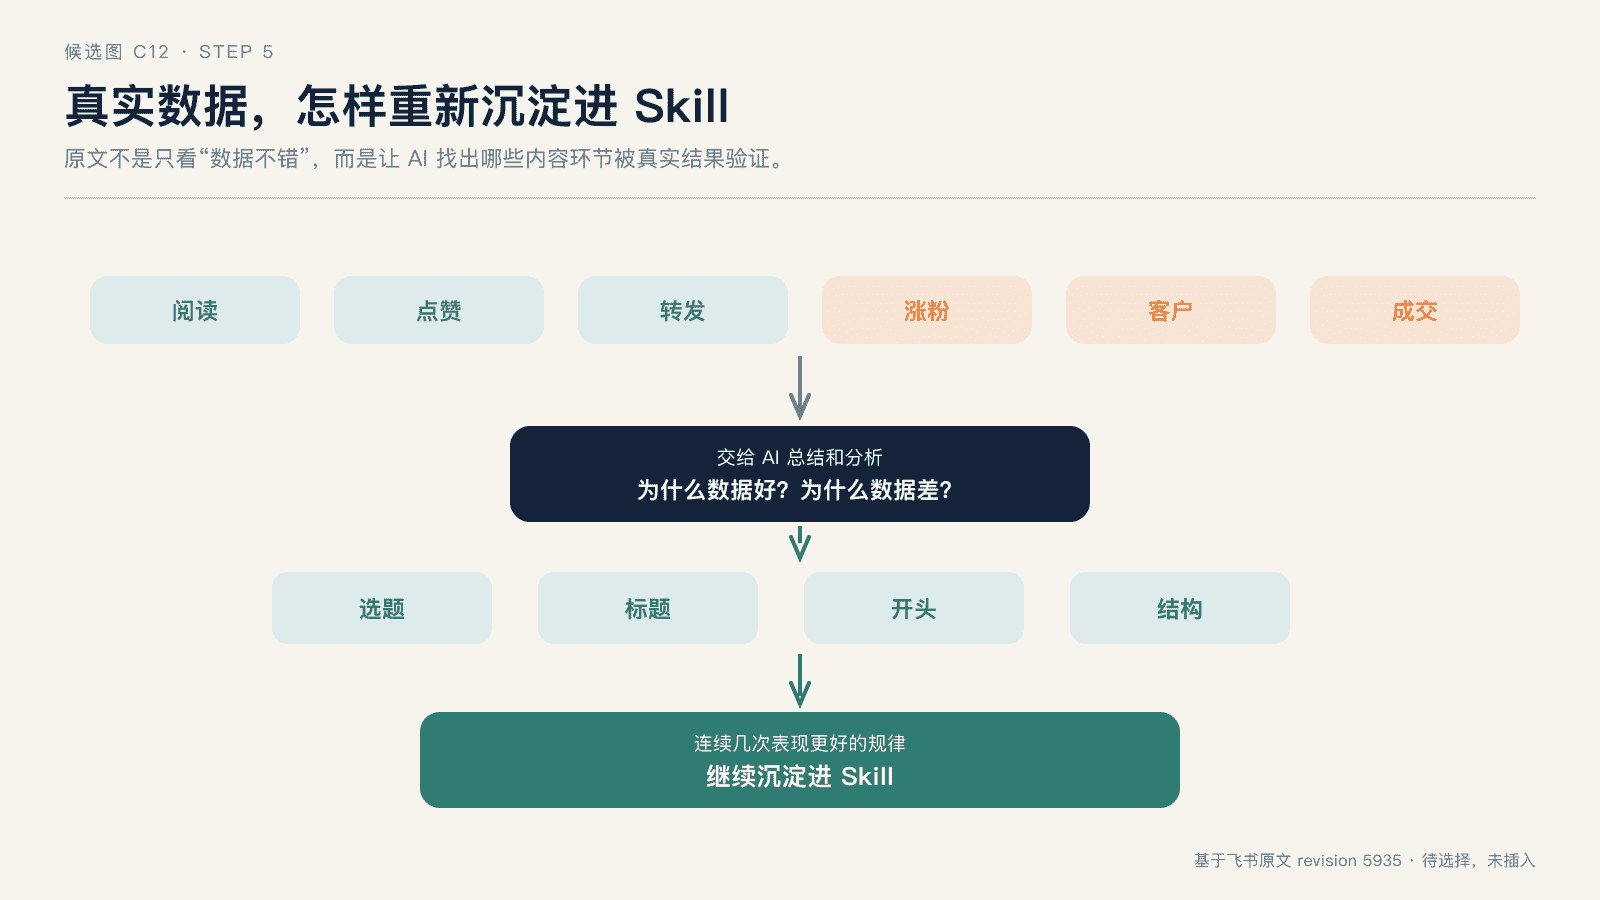 候选图 C12 · STEP 5
真实数据，怎样重新沉淀进 Skill
原文不是只看“数据不错”，而是让 AI 找出哪些内容环节被真实结果验证。
阅读
点赞
转发
涨粉
客户
成交
交给 AI 总结和分析
为什么数据好？为什么数据差？
选题
标题
开头
结构
连续几次表现更好的规律
继续沉淀进 Skill
基于飞书原文 revision 5935 · 待选择，未插入